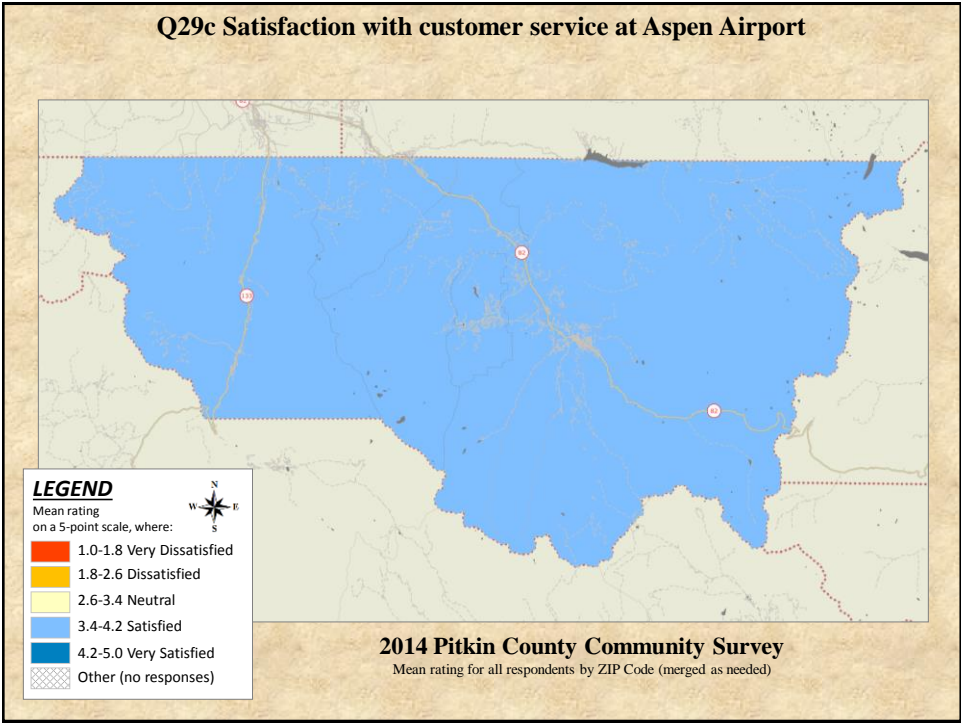 Q29c Satisfaction with customer service at Aspen Airport
82
133
82
LEGEND
Mean rating
on a 5-point scale, where:
N
W E
S
1.0-1.8 Very Dissatisfied
1.8-2.6 Dissatisfied
2.6-3.4 Neutral
3.4-4.2 Satisfied
4.2-5.0 Very Satisfied
Other (no responses)
2014 Pitkin County Community Survey
Mean rating for all respondents by ZIP Code (merged as needed)